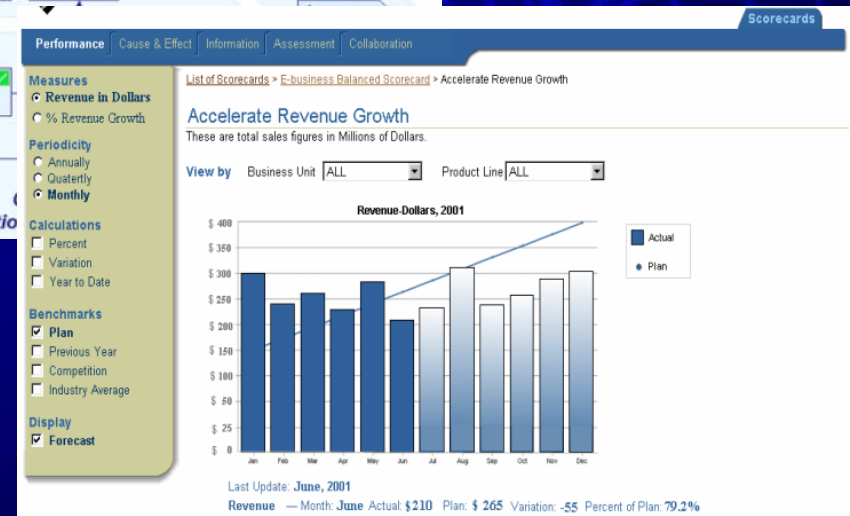 Scorecards
Performance Cause & Effect Information Assessment Collaboration
List of Scorecards > E-business Balanced Scorecard > Accelerate Revenue Growth
Measures
Revenue in Dollars
% Revenue Growth
Periodicity
Annually
Quatertly
Monthly
Calculations
Percent
Variation
Year to Date
Benchmarks
Plan
Previous Year
Competition
Industry Average
Display
Forecast
Accelerate Revenue Growth
These are total sales figures in Millions of Dollars.
View by Business Unit ALL Product Line ALL
Revenue-Dollars, 2001
$ 400
$ 350
$ 300
$ 250
$ 200
$ 150
$ 100
$ 50
$ 25
$ 0
Jan Feb Mar Apr May Jun Jul Aug Sep Oct Nov Dec
Actual
Plan
Last Update: June, 2001
Revenue — Month: June Actual: $210 Plan: $ 265 Variation: -55 Percent of Plan: 79.2%